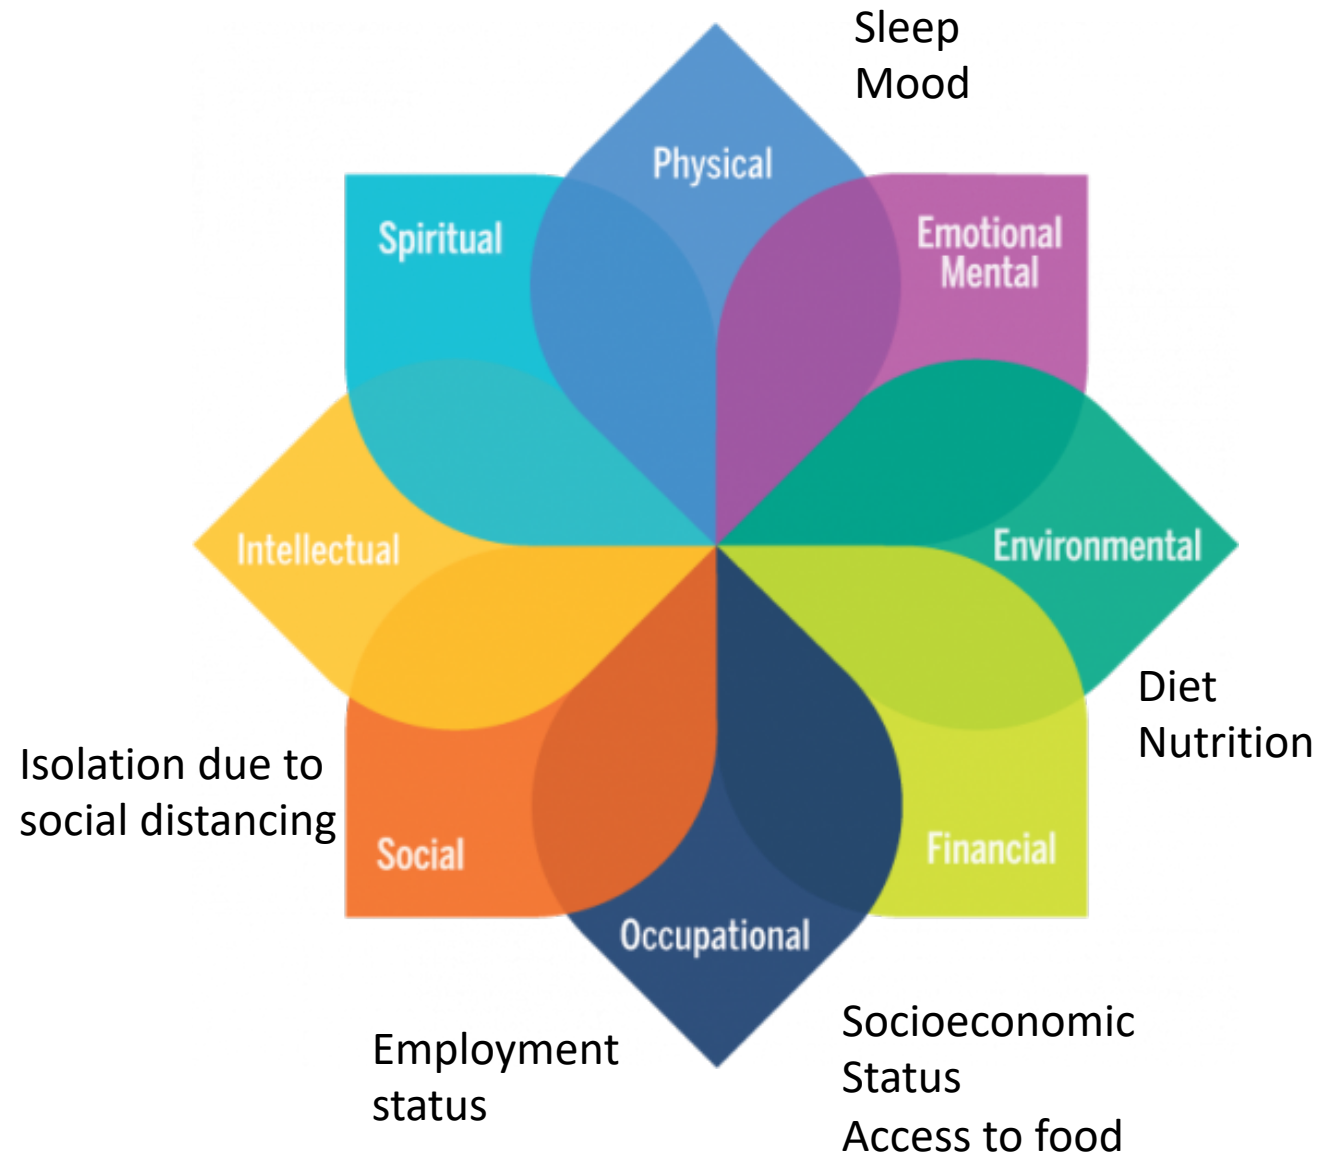 Sleep
Mood
Physical
Spiritual
Emotional
Mental
Intellectual
Environmental
Diet
Nutrition
Isolation due to
social distancing
Social
Financial
Occupational
Employment
status
Socioeconomic
Status
Access to food